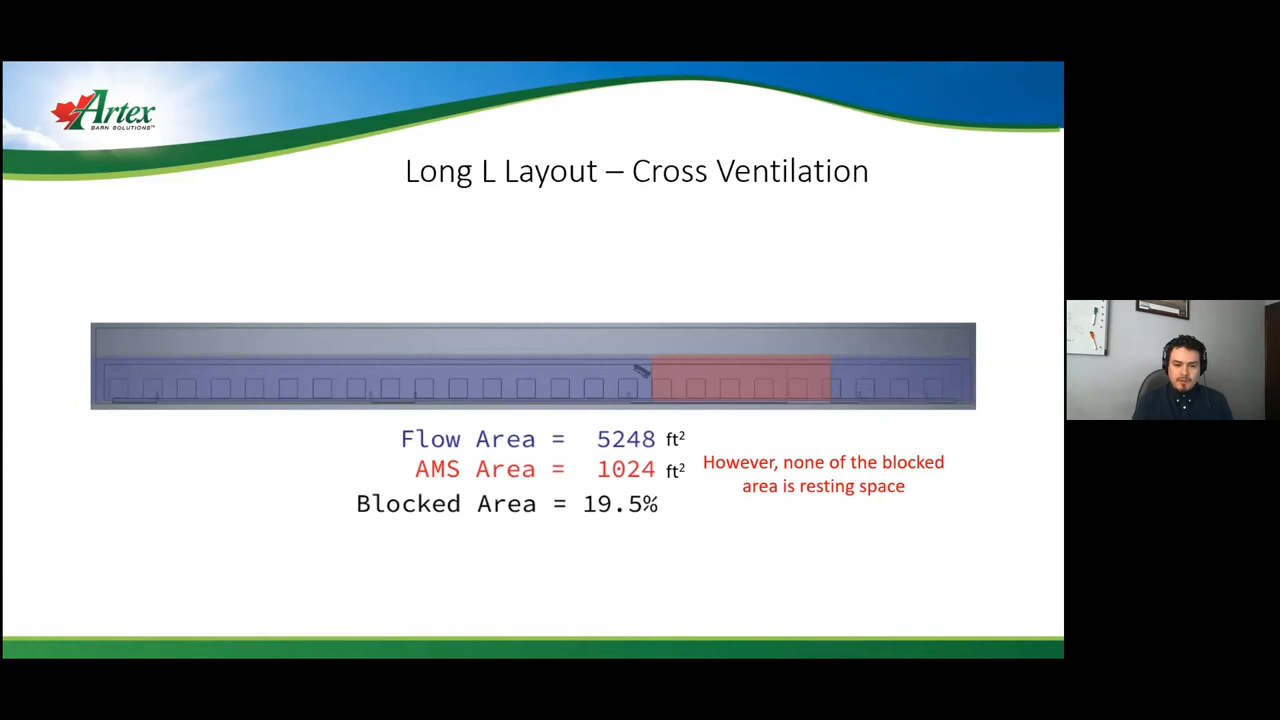 Artex
BARN SOLUTIONS™
Long L Layout – Cross Ventilation
Flow Area = 5248 ft²
AMS Area = 1024 ft²
Blocked Area = 19.5%
However, none of the blocked
area is resting space